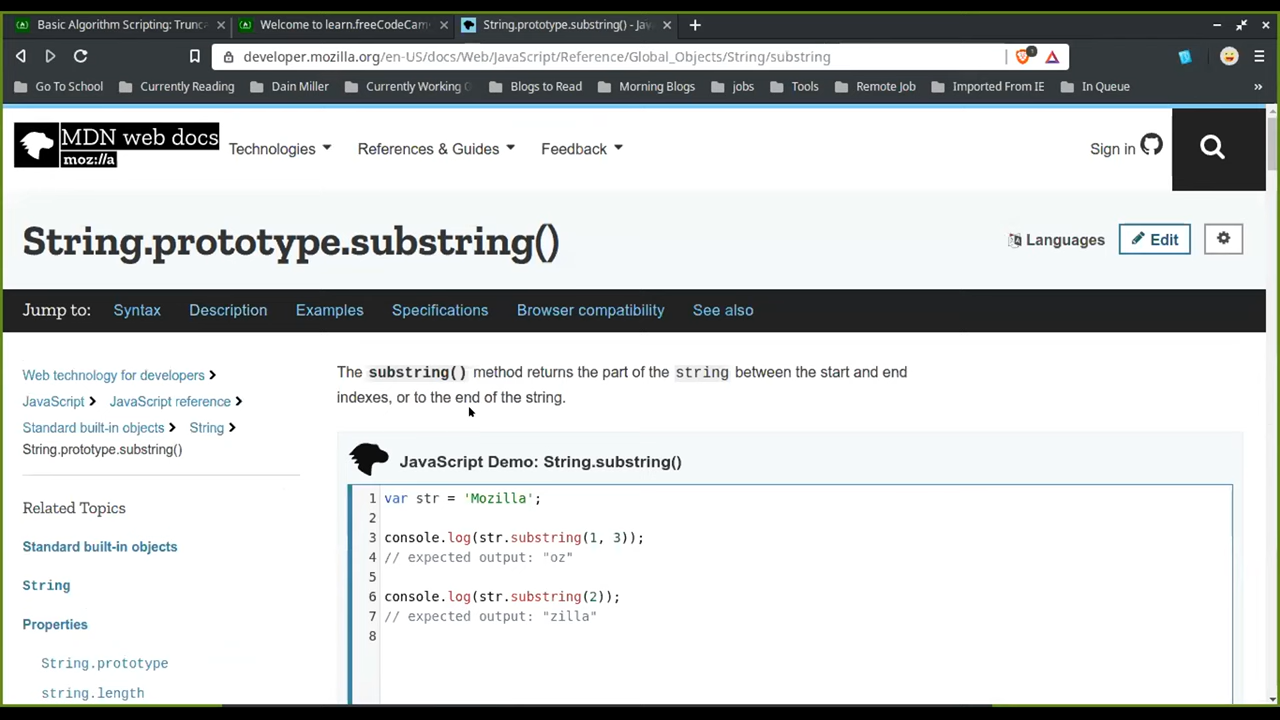 Basic Algorithm Scripting: Trunca
Welcome to learn.freeCodeCam
String.prototype.substring() - Jav
developer.mozilla.org/en-US/docs/Web/JavaScript/Reference/Global_Objects/String/substring
1
Go To School
Currently Reading
Dain Miller
Currently Working
Blogs to Read
Morning Blogs
jobs
Tools
Remote Job
Imported From IE
In Queue
»
MDN web docs
moz://a
Technologies
References & Guides
Feedback
Sign in
String.prototype.substring()
Languages
Edit
Jump to:
Syntax
Description
Examples
Specifications
Browser compatibility
See also
Web technology for developers
JavaScript
JavaScript reference
Standard built-in objects
String
String.prototype.substring()
Related Topics
Standard built-in objects
String
Properties
String.prototype
string.length
The substring() method returns the part of the string between the start and end
indexes, or to the end of the string.
JavaScript Demo: String.substring()
1 var str = 'Mozilla';
2
3 console.log(str.substring(1, 3));
4 // expected output: "oz"
5
6 console.log(str.substring(2));
7 // expected output: "zilla"
8